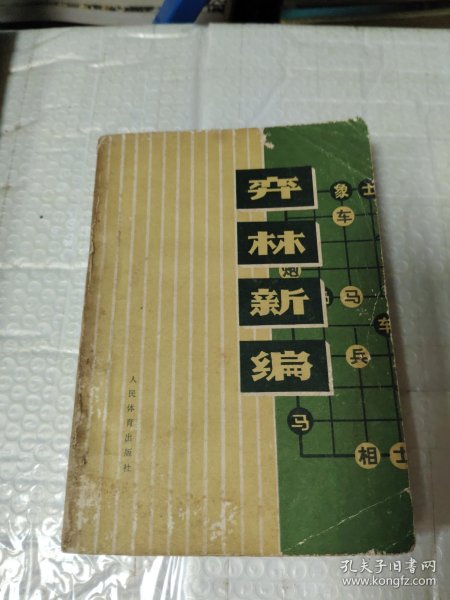 弈
林
新
编
人民体育出版社
象 士
车
炮
马 马
车
兵
马
相 士
孔夫子旧书网
www.kongfz.com